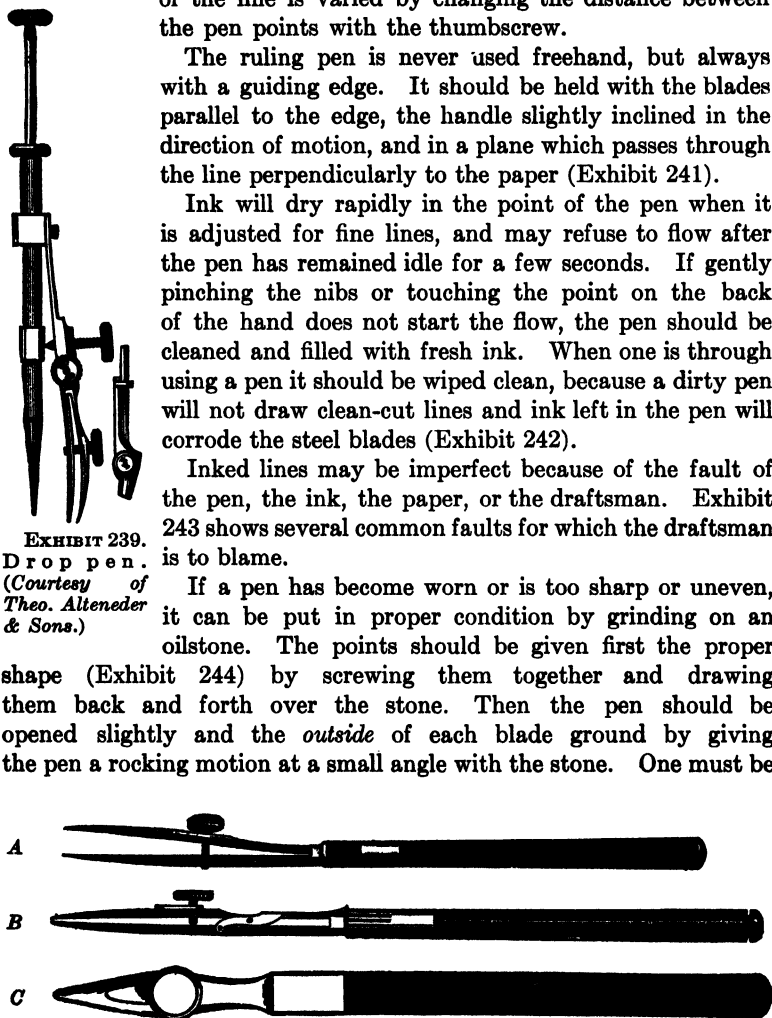 of the line is varied by changing the distance between
the pen points with the thumbscrew.
The ruling pen is never used freehand, but always
with a guiding edge. It should be held with the blades
parallel to the edge, the handle slightly inclined in the
direction of motion, and in a plane which passes through
the line perpendicularly to the paper (Exhibit 241).
Ink will dry rapidly in the point of the pen when it
is adjusted for fine lines, and may refuse to flow after
the pen has remained idle for a few seconds. If gently
pinching the nibs or touching the point on the back
of the hand does not start the flow, the pen should be
cleaned and filled with fresh ink. When one is through
using a pen it should be wiped clean, because a dirty pen
will not draw clean-cut lines and ink left in the pen will
corrode the steel blades (Exhibit 242).
Inked lines may be imperfect because of the fault of
the pen, the ink, the paper, or the draftsman. Exhibit
243 shows several common faults for which the draftsman
is to blame.
If a pen has become worn or is too sharp or uneven,
it can be put in proper condition by grinding on an
oilstone. The points should be given first the proper
shape (Exhibit 244) by screwing them together and drawing
them back and forth over the stone. Then the pen should be
opened slightly and the outside of each blade ground by giving
the pen a rocking motion at a small angle with the stone. One must be
EXHIBIT 239.
Drop pen.
(Courtesy of
Theo. Alteneder
& Sons.)
A
B
C